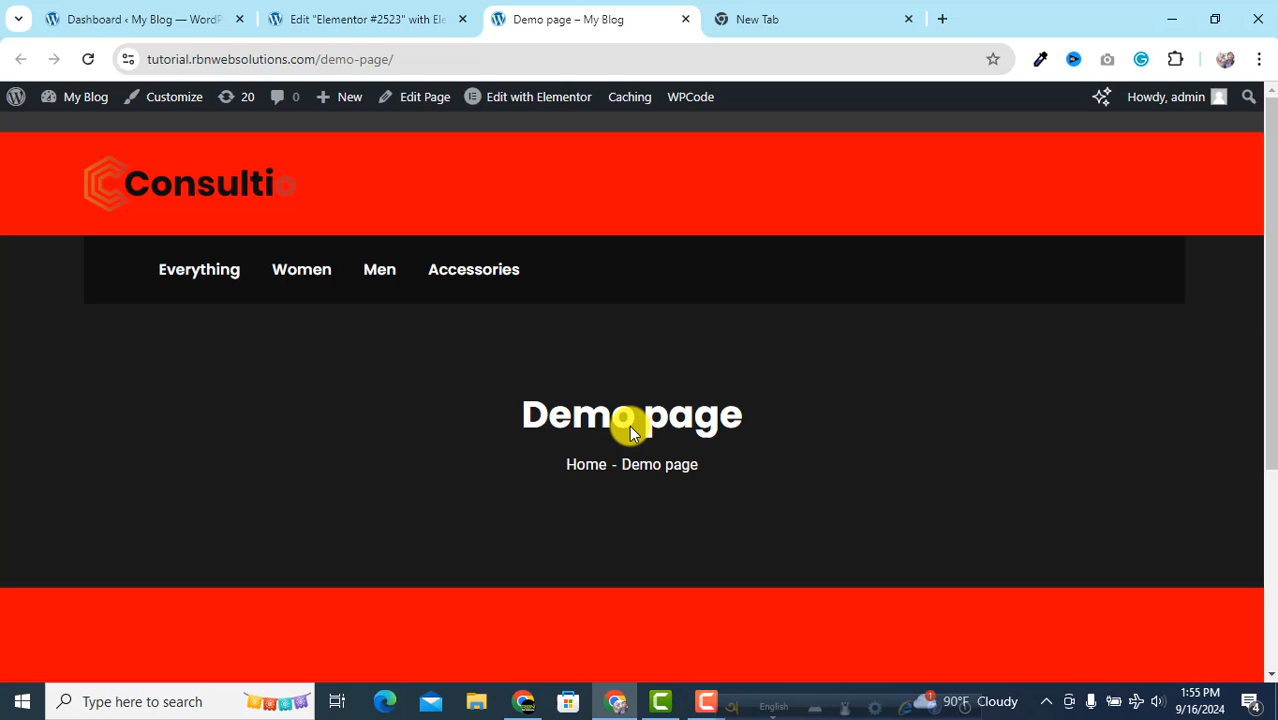 Dashboard ‹ My Blog — WordP
Edit "Elementor #2523" with Ele
Demo page – My Blog
New Tab
tutorial.rbnwebsolutions.com/demo-page/
My Blog
Customize
20
0
New
Edit Page
Edit with Elementor
Caching
WPCode
Howdy, admin
Consultio
Everything
Women
Men
Accessories
Demo page
Home - Demo page
Type here to search
English
90°F Cloudy
1:55 PM
9/16/2024
4